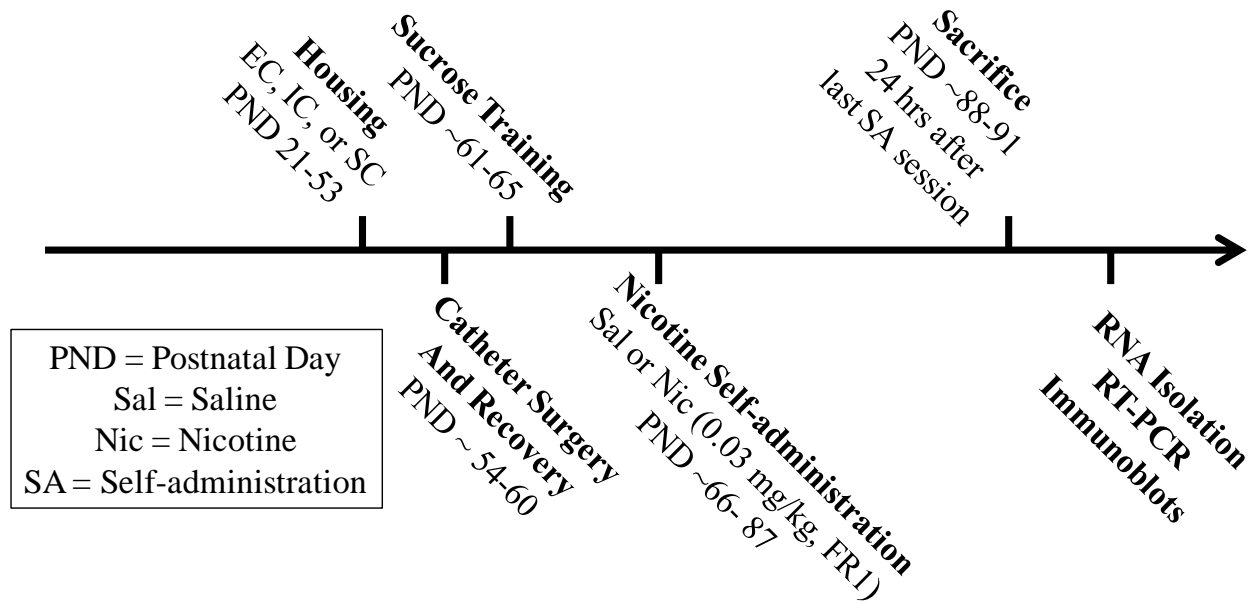 Housing
EC, IC, or SC
PND 21-53
Sucrose Training
PND ~61-65
Sacrifice
PND ~88-91
24 hrs after
last SA session
Catheter Surgery
And Recovery
PND ~ 54-60
Nicotine Self-administration
Sal or Nic (0.03 mg/kg, FR1)
PND ~66- 87
RNA Isolation
RT-PCR
Immunoblots
PND = Postnatal Day
Sal = Saline
Nic = Nicotine
SA = Self-administration